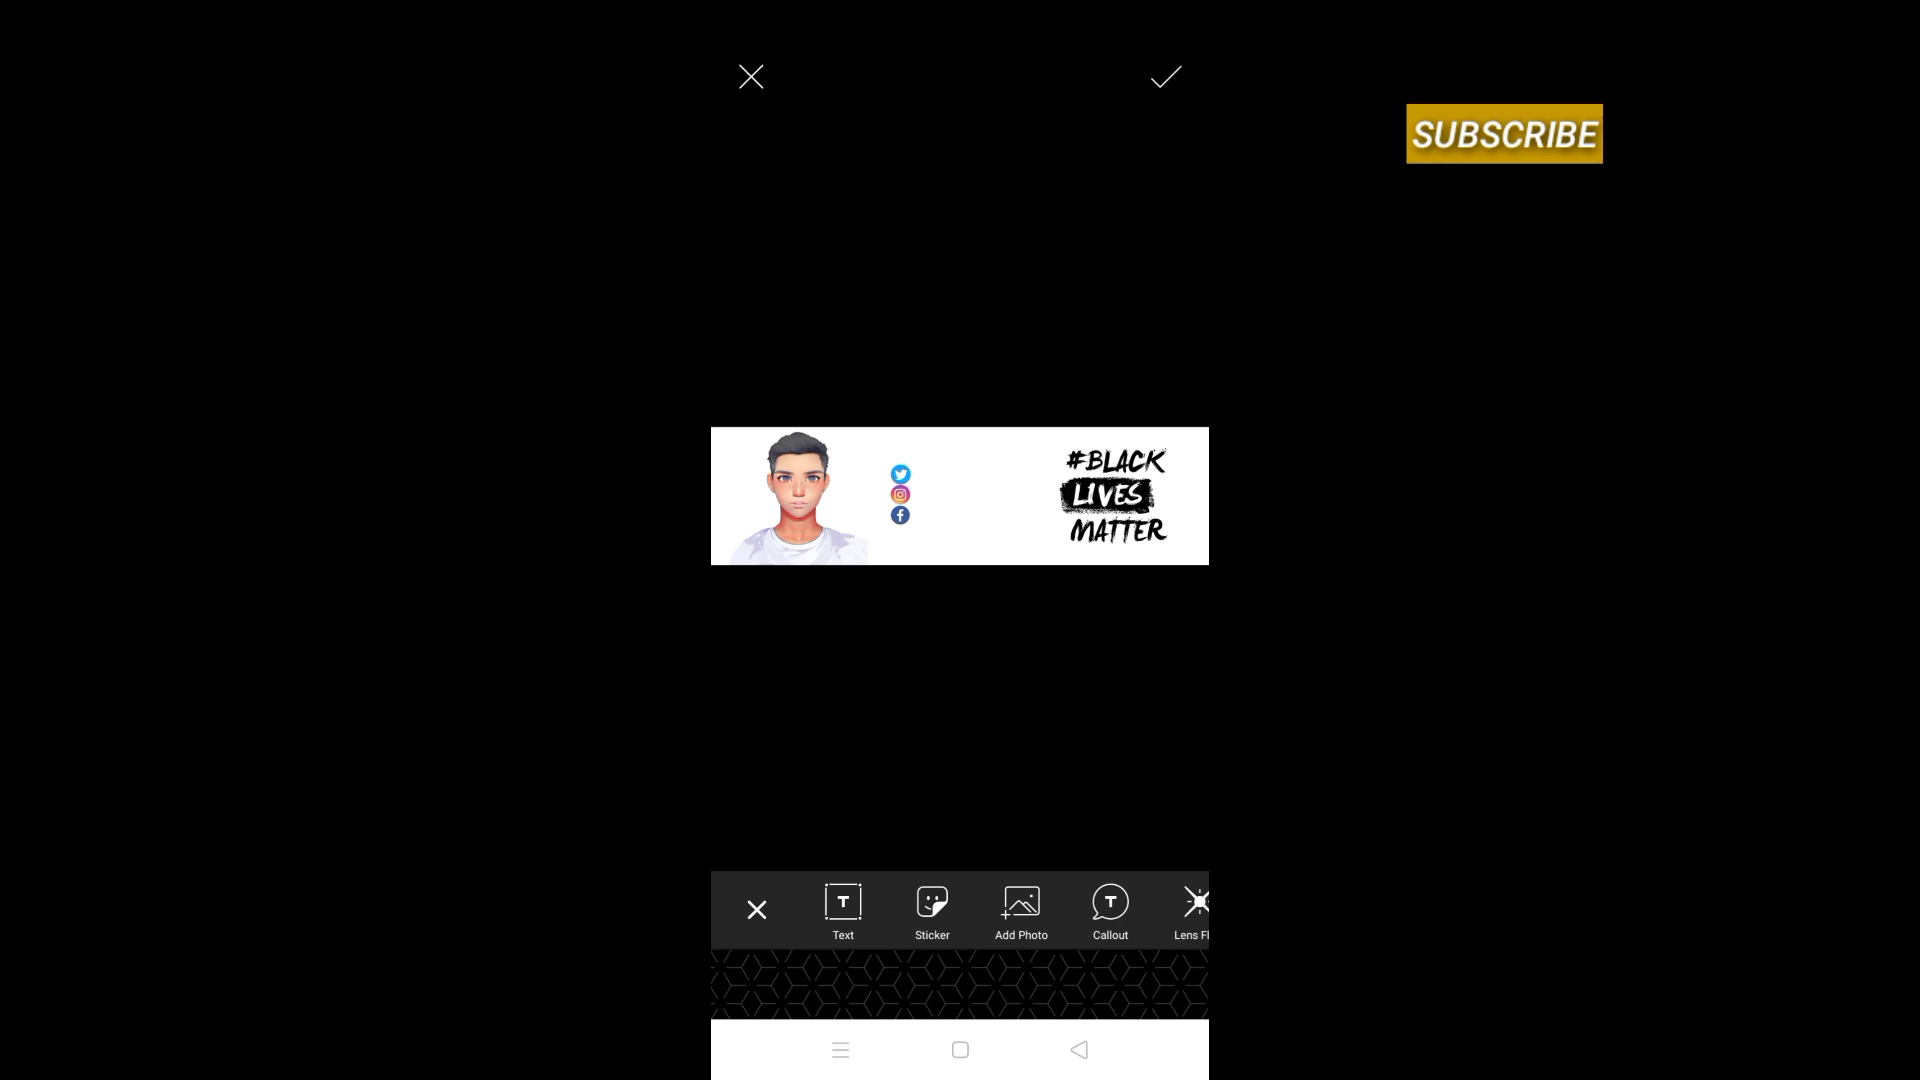 SUBSCRIBE
#BLACK
LIVES
MATTER
Text
Sticker
Add Photo
Callout
Lens Fl